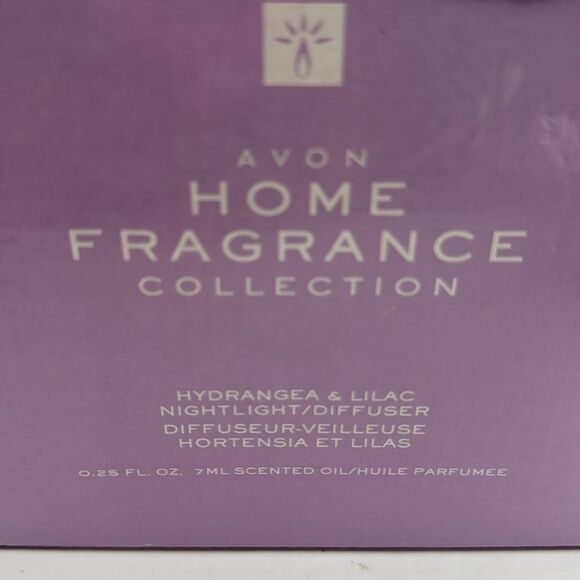 AVON
HOME
FRAGRANCE
COLLECTION
HYDRANGEA & LILAC
NIGHTLIGHT/DIFFUSER
DIFFUSEUR-VEILLEUSE
HORTENSIA ET LILAS
0.25 FL. OZ. 7ML SCENTED OIL/HUILE PARFUMEE